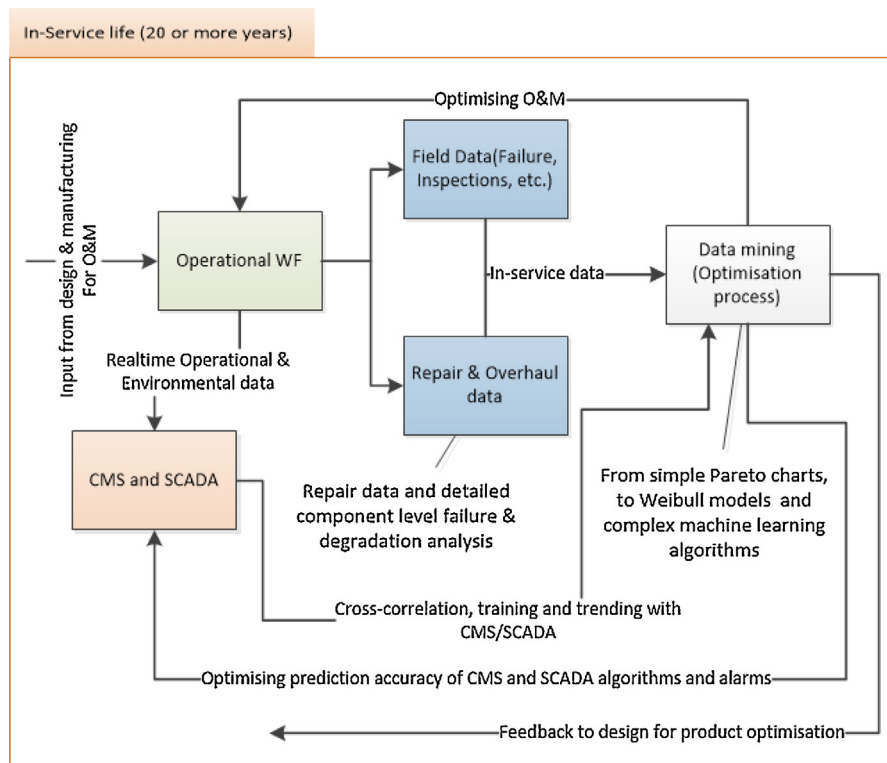 In-Service life (20 or more years)
Optimising O&M
Input from design & manufacturing
For O&M
Field Data(Failure,
Inspections, etc.)
Operational WF
Data mining
(Optimisation
process)
In-service data
Realtime Operational &
Environmental data
Repair & Overhaul
data
CMS and SCADA
Repair data and detailed
component level failure &
degradation analysis
From simple Pareto charts,
to Weibull models and
complex machine learning
algorithms
Cross-correlation, training and trending with
CMS/SCADA
Optimising prediction accuracy of CMS and SCADA algorithms and alarms
Feedback to design for product optimisation